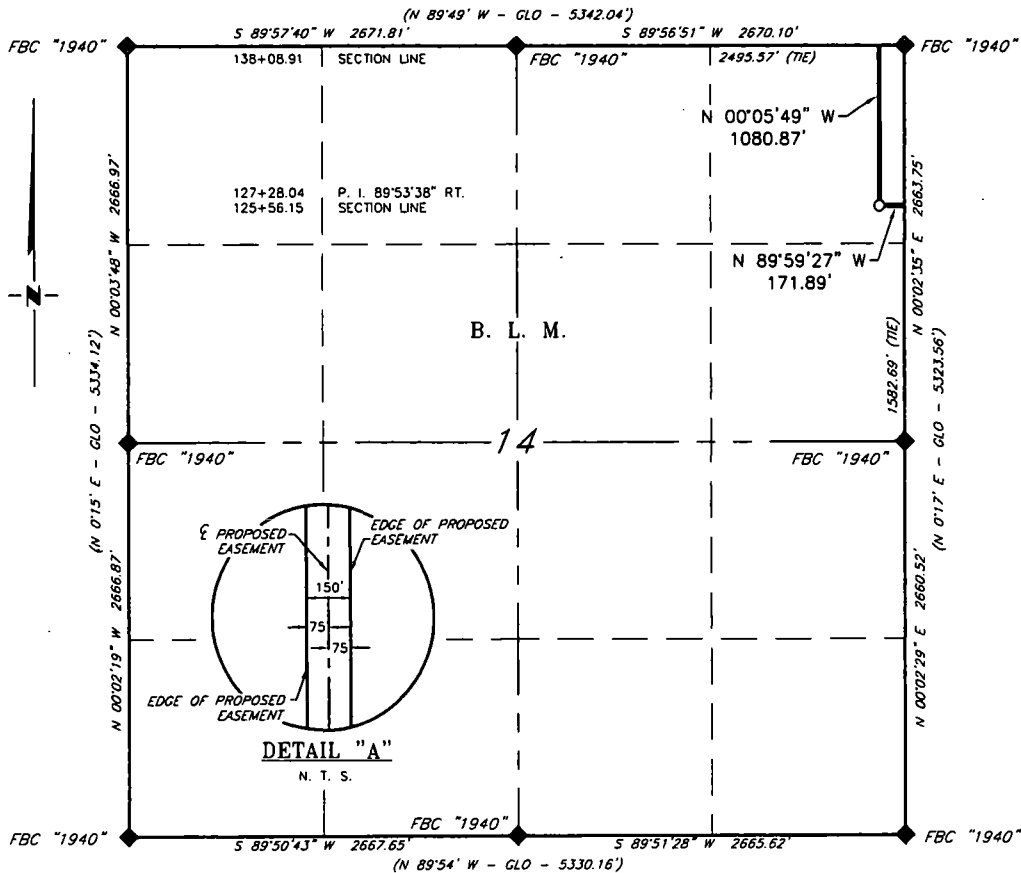 (N 89°49' W - GLO - 5342.04')
S 89°57'40" W 2671.81'
S 89°56'51" W 2670.10'
FBC "1940"
FBC "1940"
FBC "1940"
138+08.91 SECTION LINE
2495.57' (TIE)
N 00°05'49" W
1080.87'
127+28.04 P. I. 89°53'38" RT.
125+56.15 SECTION LINE
N 00°03'48" W 2666.97'
N 00°02'35" E 2663.75'
N 89°59'27" W
171.89'
N
B. L. M.
1582.69' (TIE)
(N 0°15' E - GLO - 5334.12')
(N 0°17' E - GLO - 5323.56')
14
FBC "1940"
FBC "1940"
℄ PROPOSED
EASEMENT
EDGE OF PROPOSED
EASEMENT
150'
75'
75'
EDGE OF PROPOSED
EASEMENT
DETAIL "A"
N. T. S.
N 00°02'19" W 2666.87'
N 00°02'29" E 2660.52'
FBC "1940"
FBC "1940"
FBC "1940"
S 89°50'43" W 2667.65'
S 89°51'28" W 2665.62'
(N 89°54' W - GLO - 5330.16')